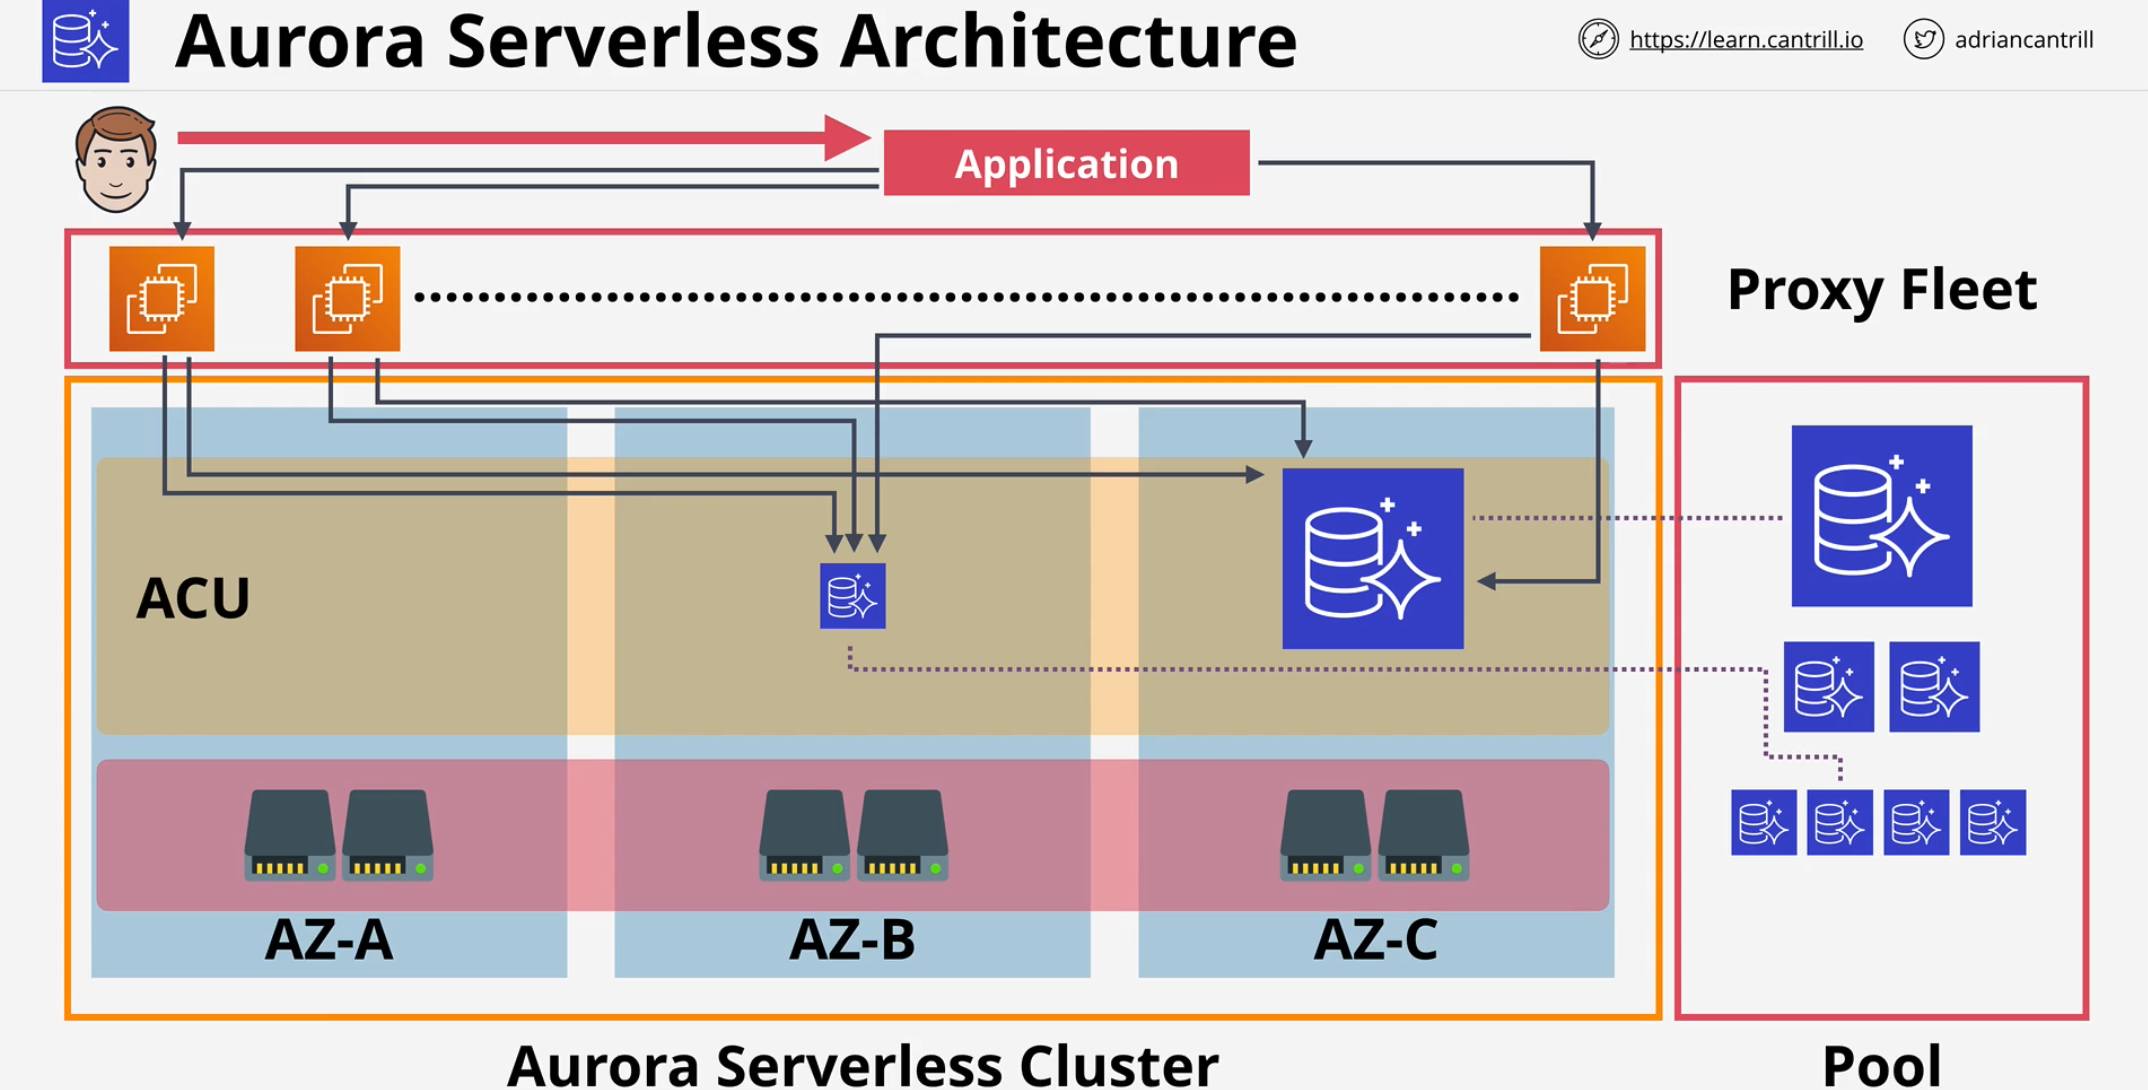 Aurora Serverless Architecture
https://learn.cantrill.io
adriancantrill
Application
Proxy Fleet
ACU
AZ-A
AZ-B
AZ-C
Aurora Serverless Cluster
Pool